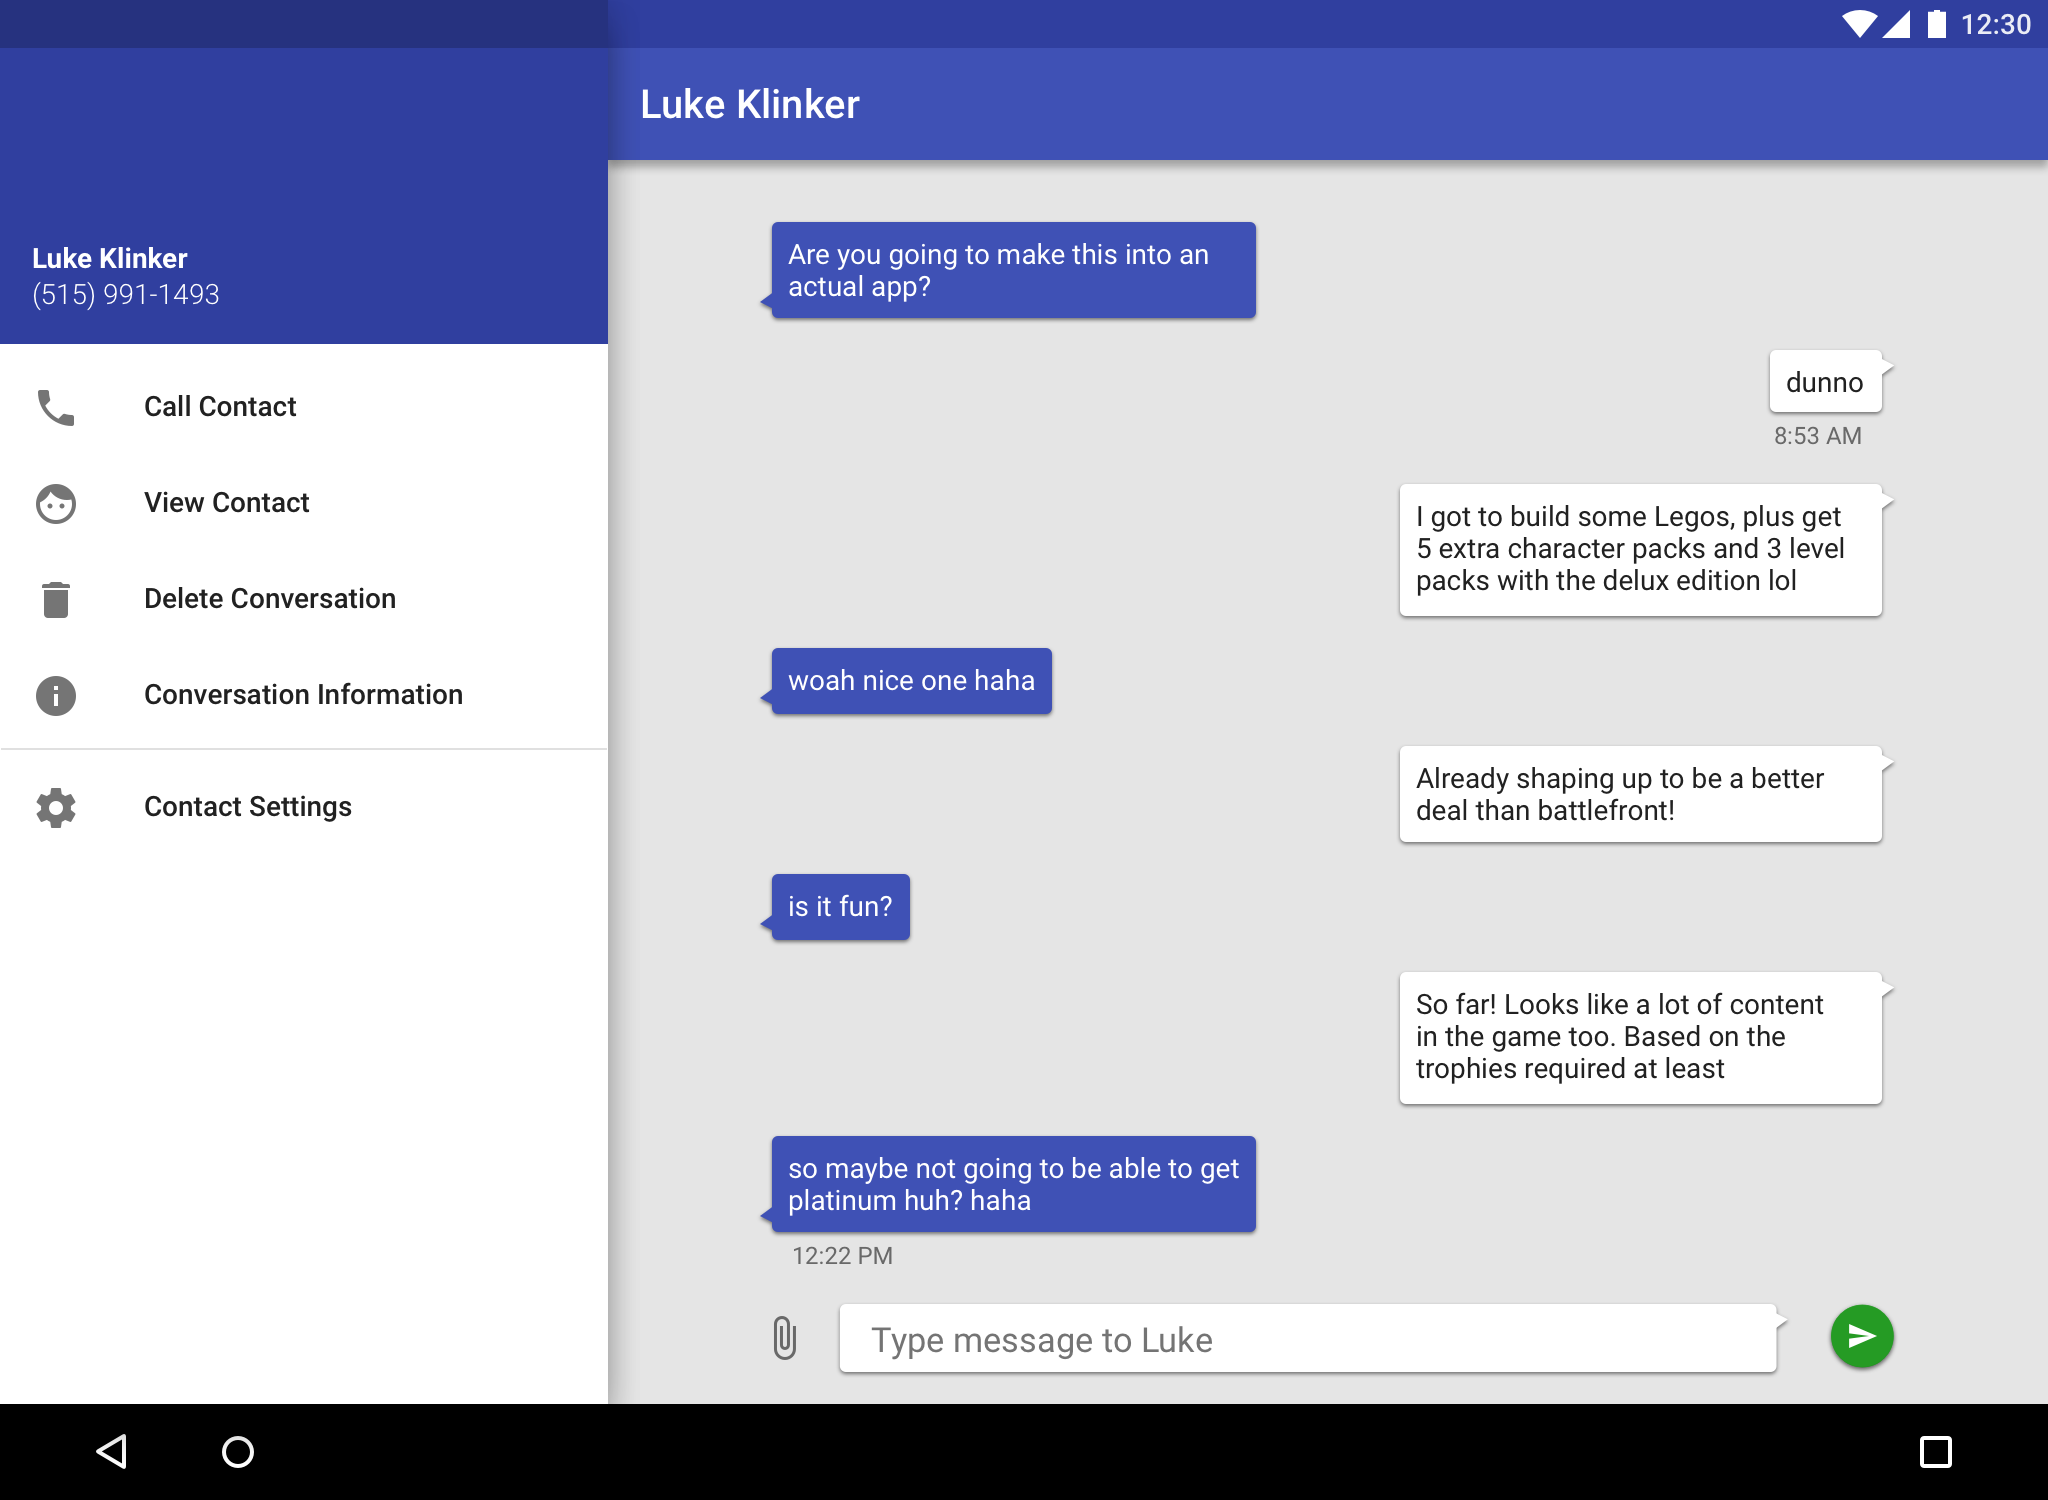 12:30
Luke Klinker
Luke Klinker
(515) 991-1493
Call Contact
View Contact
Delete Conversation
Conversation Information
Contact Settings
Are you going to make this into an
actual app?
dunno
8:53 AM
I got to build some Legos, plus get
5 extra character packs and 3 level
packs with the delux edition lol
woah nice one haha
Already shaping up to be a better
deal than battlefront!
is it fun?
So far! Looks like a lot of content
in the game too. Based on the
trophies required at least
so maybe not going to be able to get
platinum huh? haha
12:22 PM
Type message to Luke